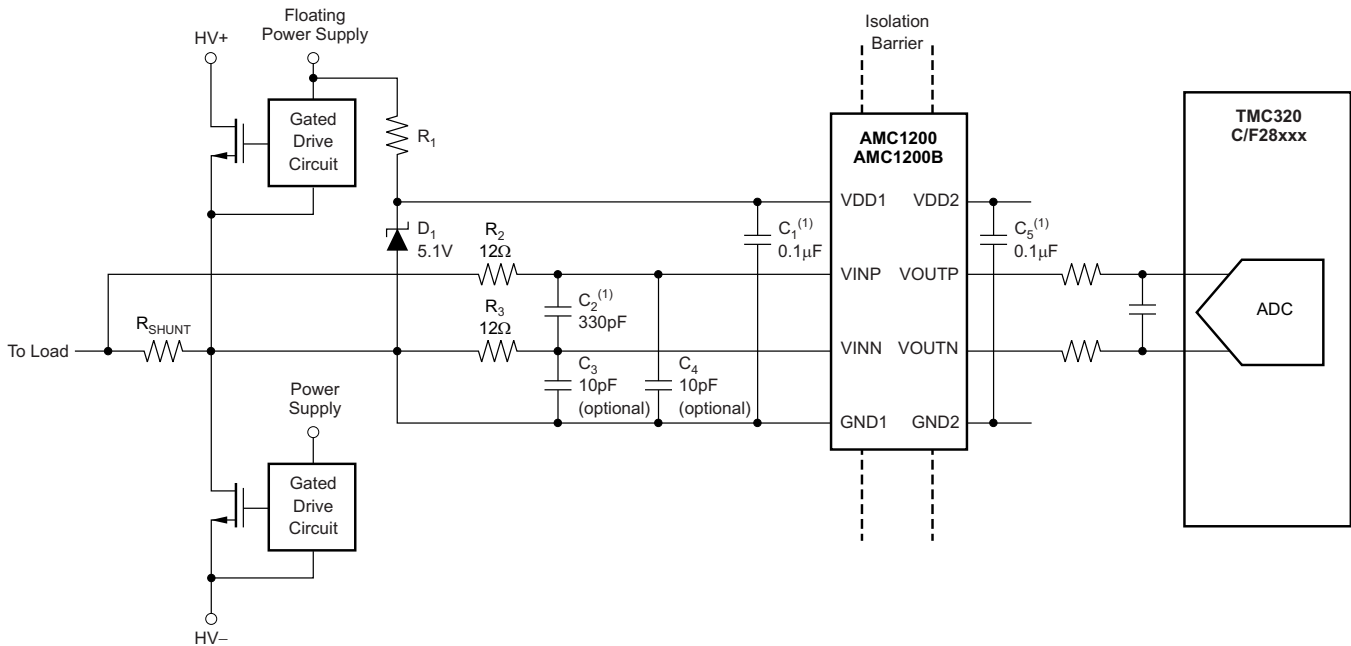 Floating
Power Supply
HV+
Gated
Drive
Circuit
R1
Isolation
Barrier
AMC1200
AMC1200B
TMC320
C/F28xxx
VDD1
VDD2
D1
5.1V
R2
12Ω
C1(1)
0.1µF
C5(1)
0.1µF
VINP
VOUTP
C2(1)
330pF
R3
12Ω
ADC
To Load
RSHUNT
VINN
VOUTN
C3
10pF
(optional)
C4
10pF
(optional)
Power
Supply
GND1
GND2
Gated
Drive
Circuit
HV−